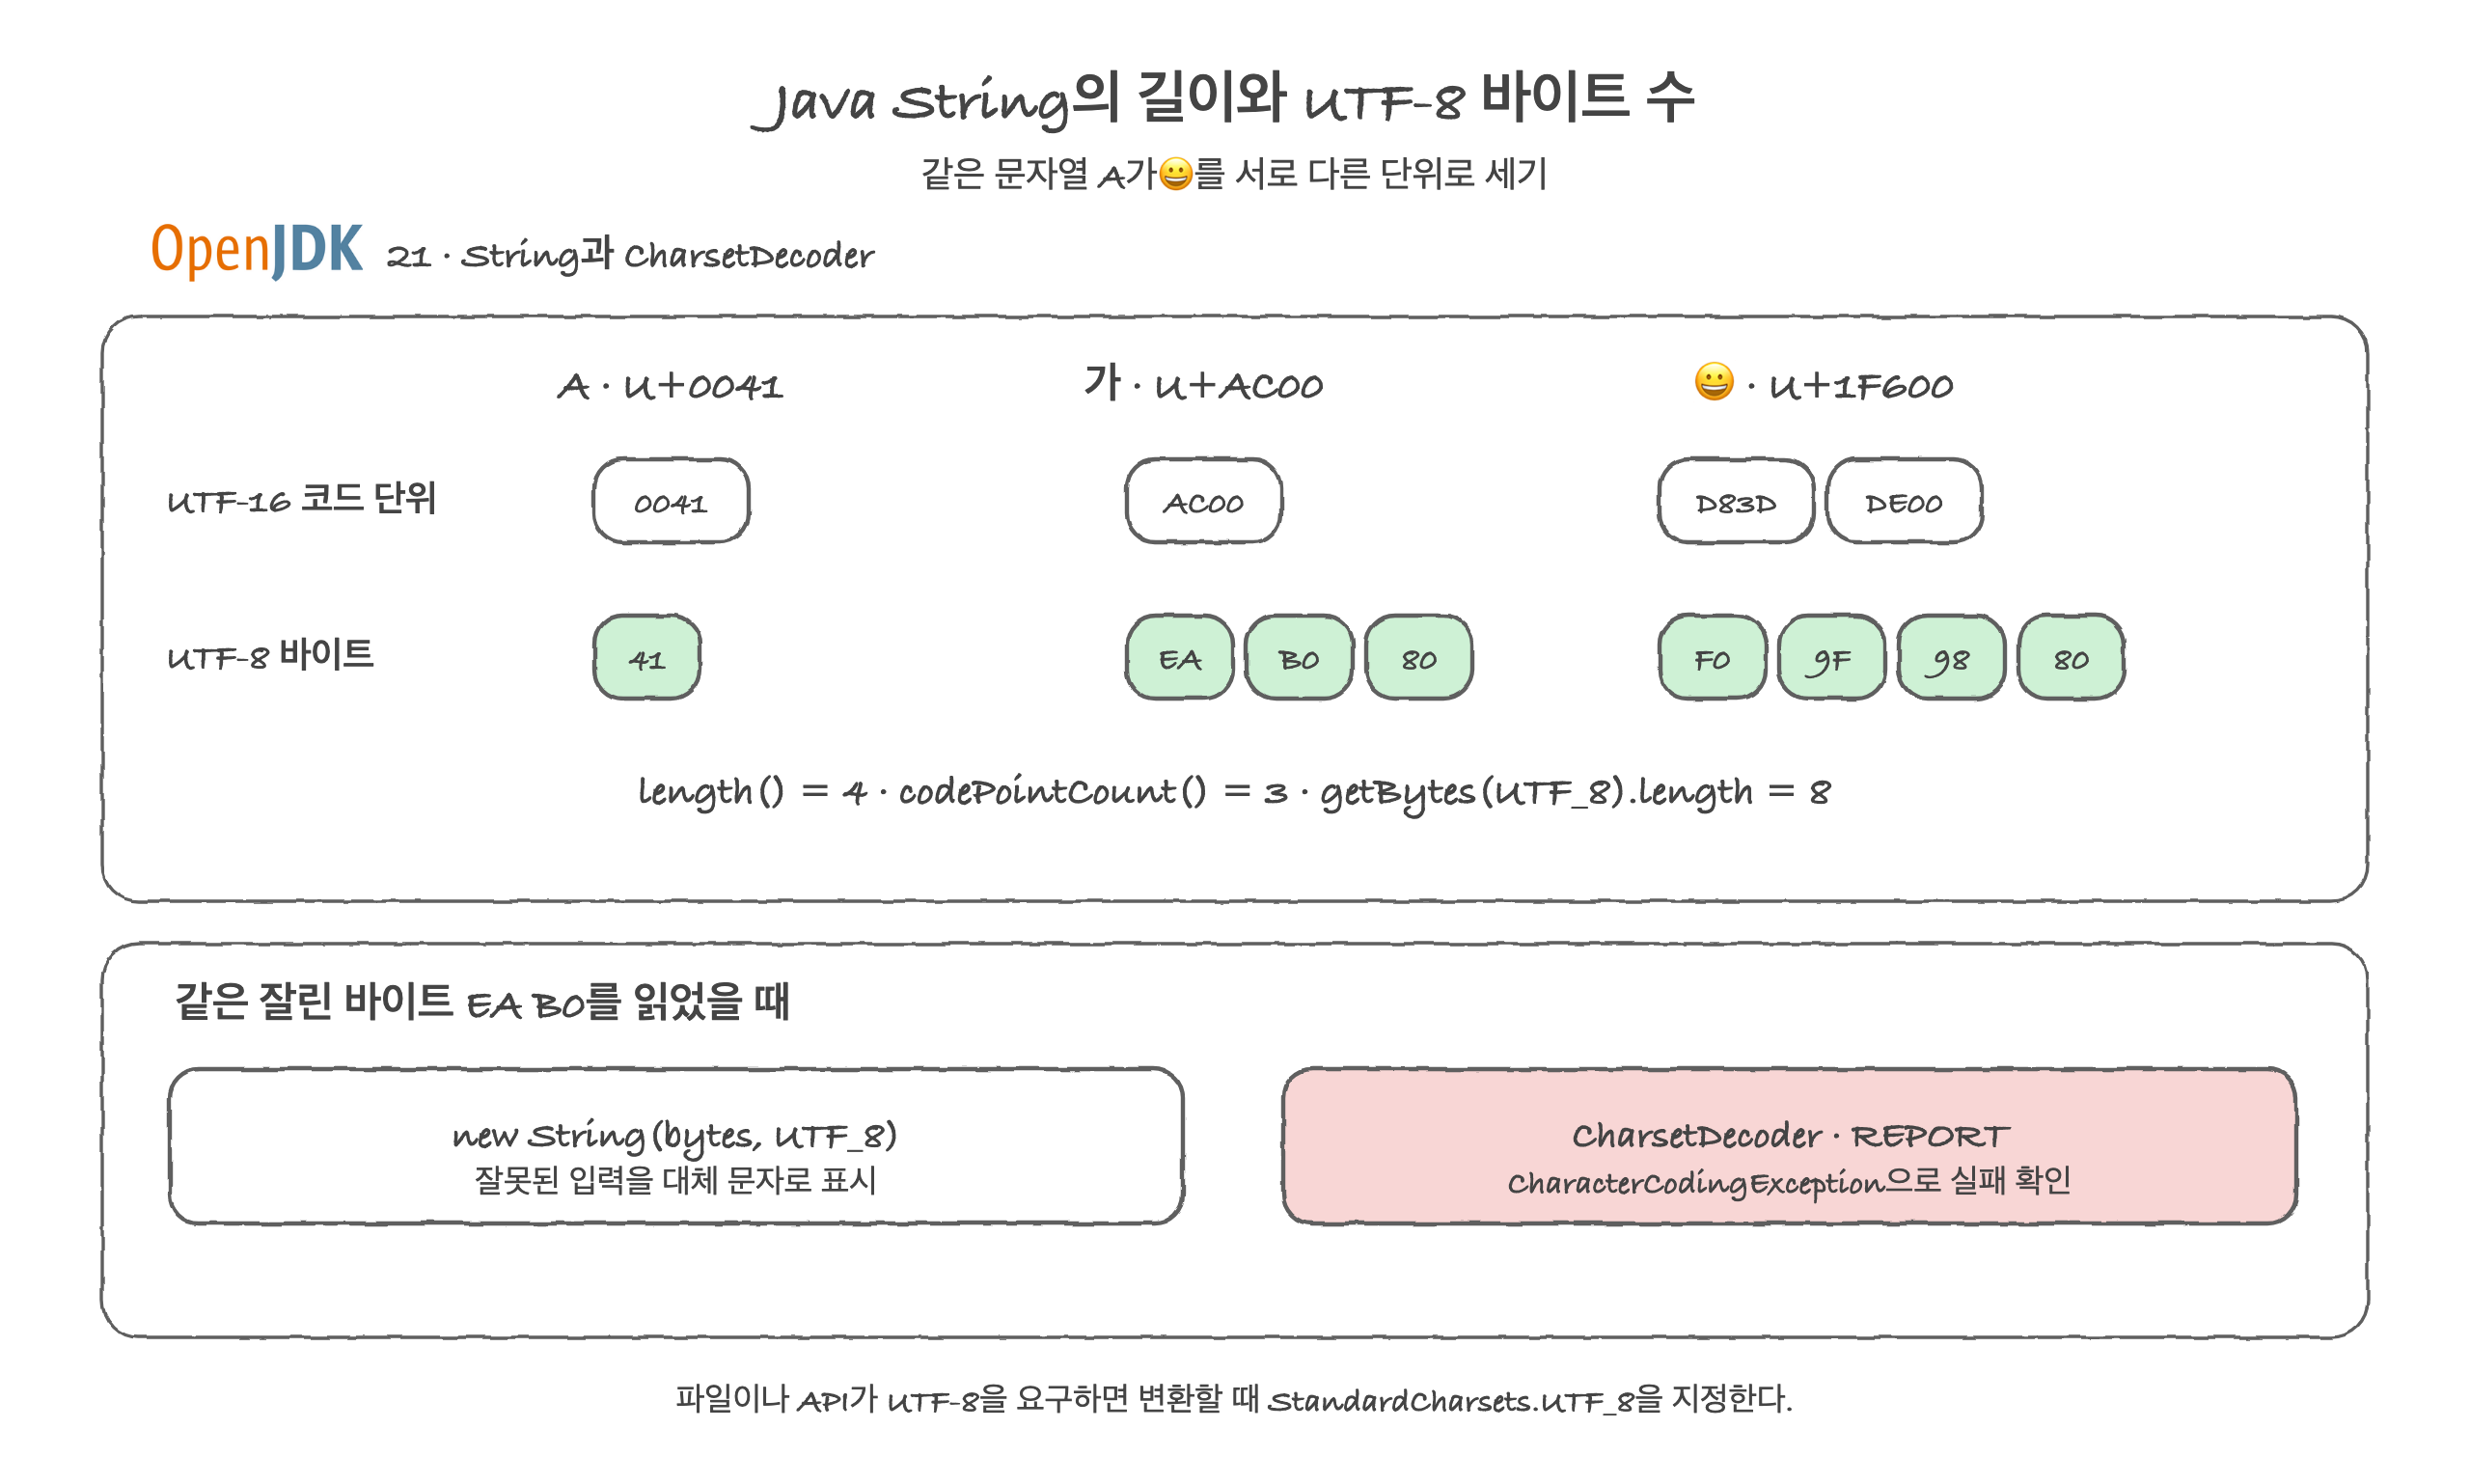 Java String의 길이와 UTF-8 바이트 수
같은 문자열 A가😀를 서로 다른 단위로 세기
OpenJDK 21 · String과 CharsetDecoder
A · U+0041 가 · U+AC00 😀 · U+1F600
UTF-16 코드 단위 0041 AC00 D83D DE00
UTF-8 바이트 41 EA B0 80 F0 9F 98 80
length() = 4 · codePointCount() = 3 · getBytes(UTF_8).length = 8
같은 잘린 바이트 EA B0를 읽었을 때
new String(bytes, UTF_8)
잘못된 입력을 대체 문자로 표시
CharsetDecoder · REPORT
CharacterCodingException으로 실패 확인
파일이나 API가 UTF-8을 요구하면 변환할 때 StandardCharsets.UTF_8을 지정한다.